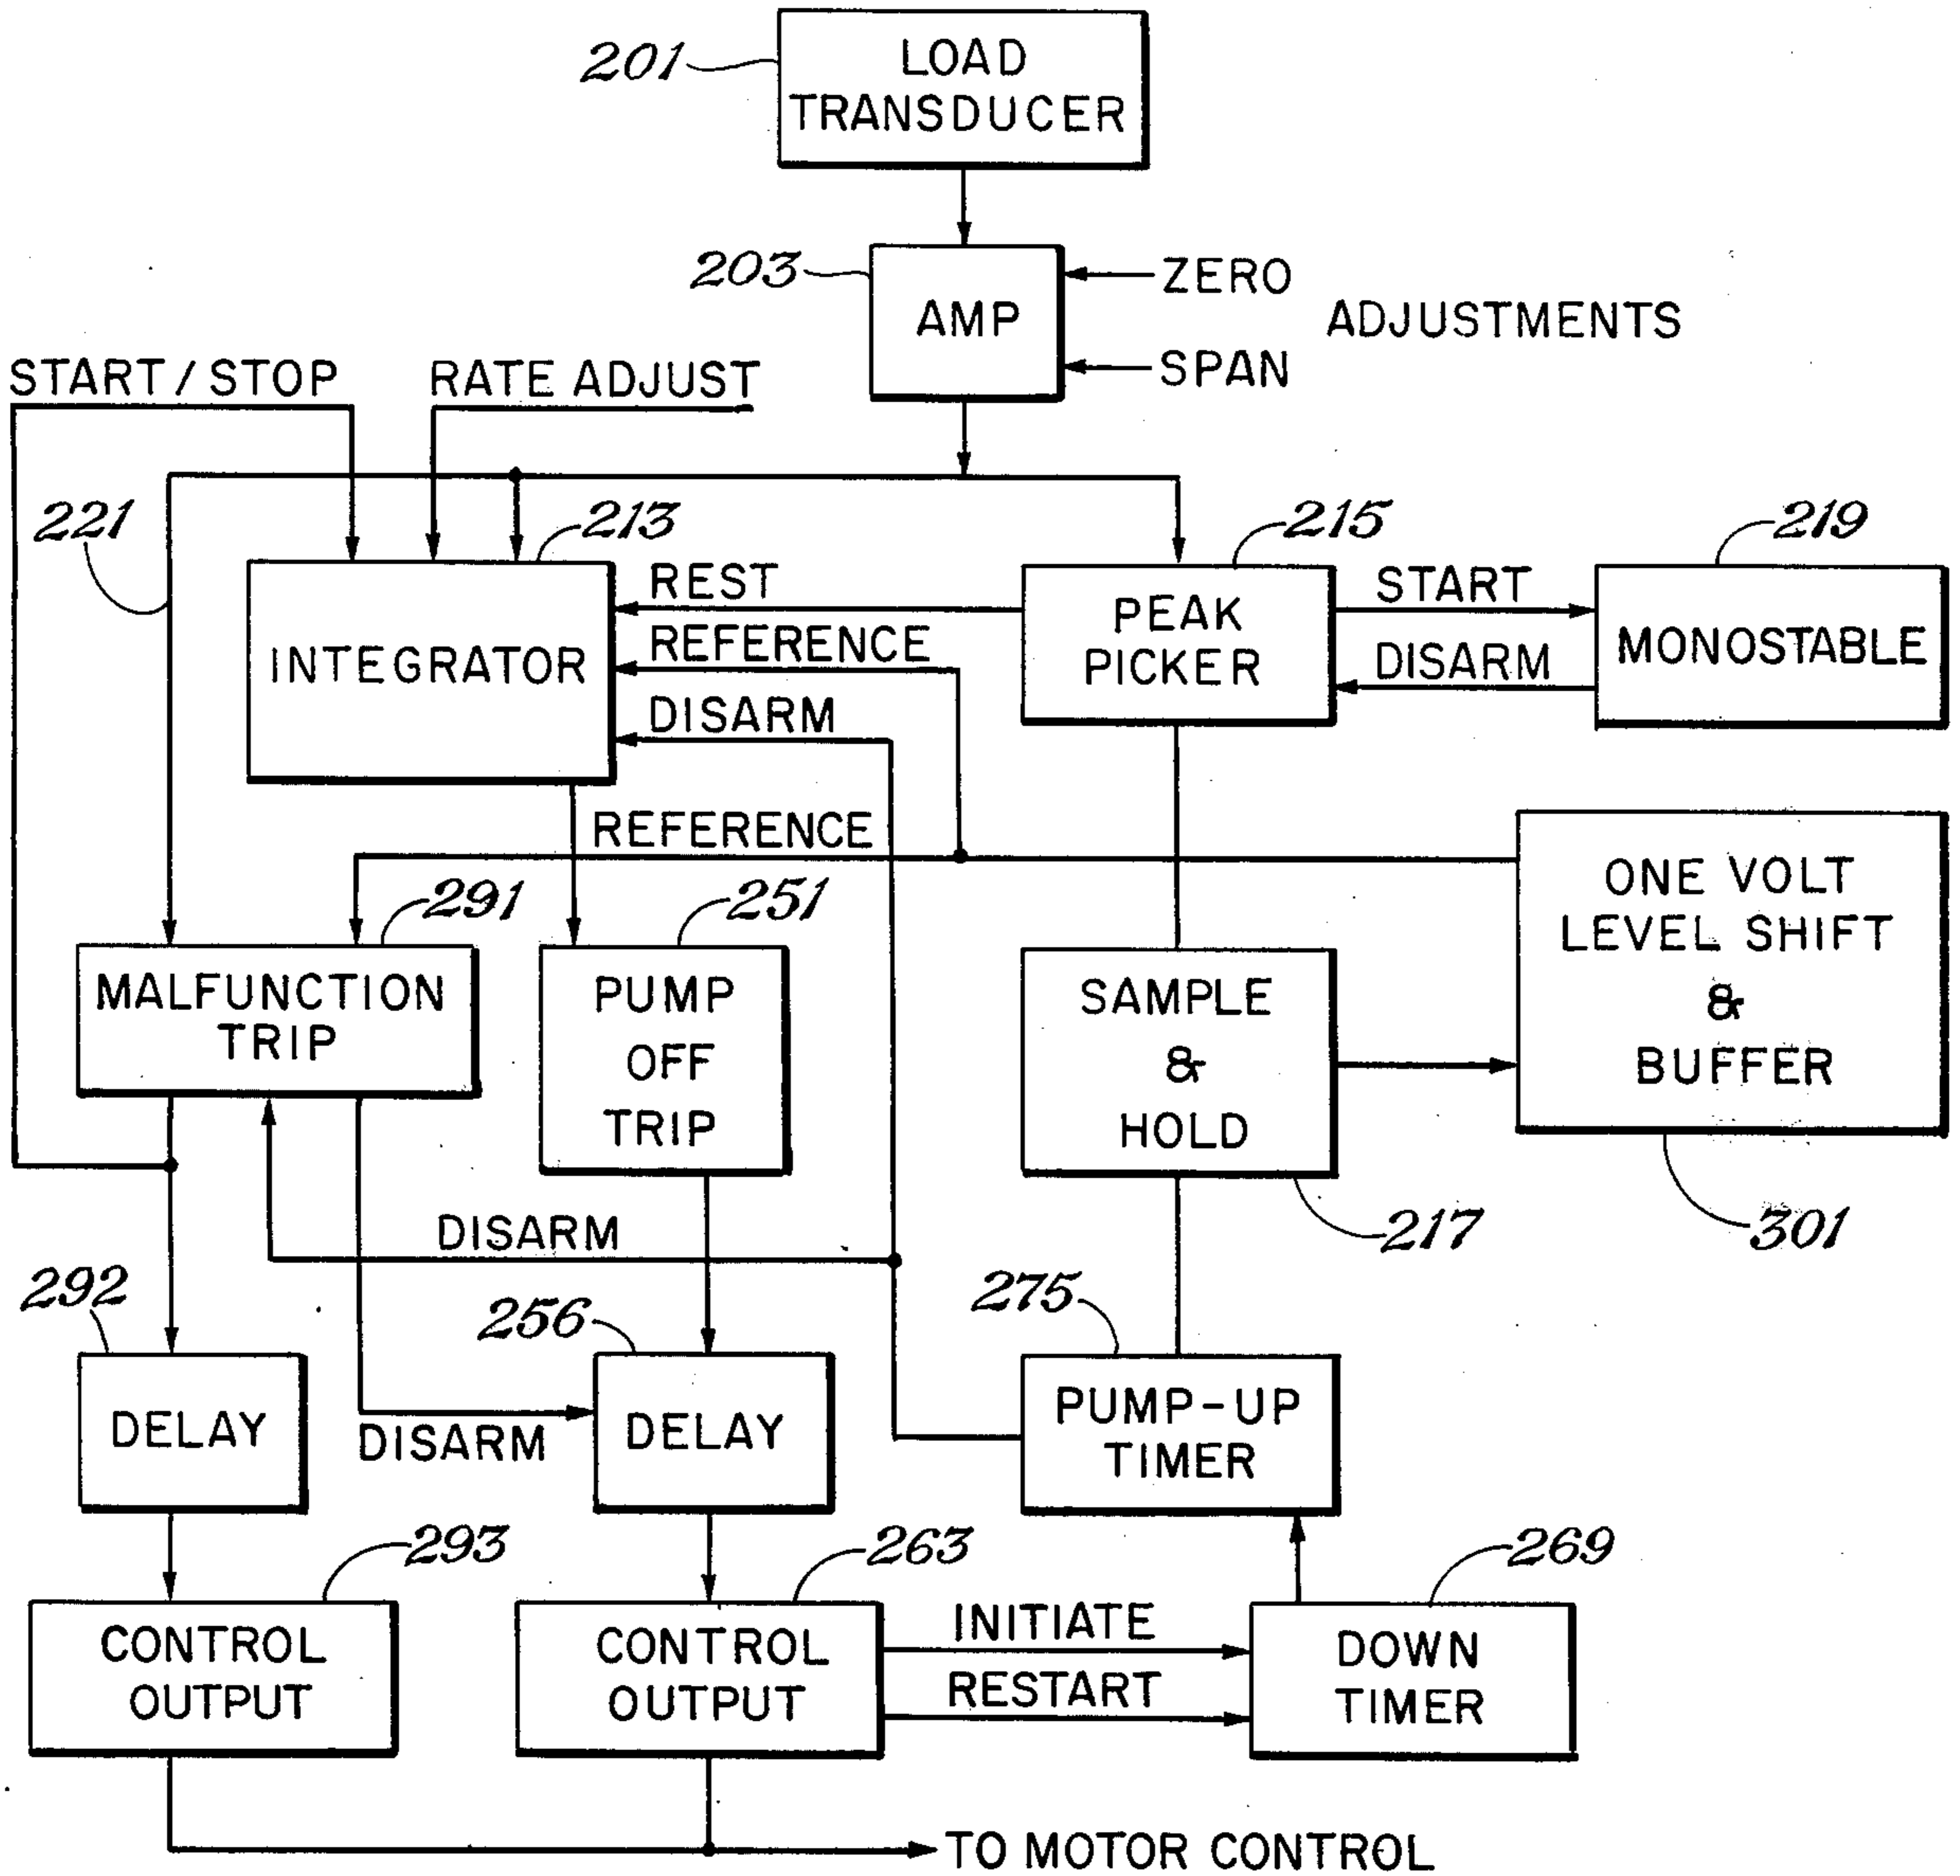 201
LOAD
TRANSDUCER
203
AMP
ZERO
ADJUSTMENTS
SPAN
START / STOP
RATE ADJUST
221
213
215
219
INTEGRATOR
REST
REFERENCE
DISARM
PEAK
PICKER
START
DISARM
MONOSTABLE
REFERENCE
291
251
MALFUNCTION
TRIP
PUMP
OFF
TRIP
SAMPLE
&
HOLD
ONE VOLT
LEVEL SHIFT
&
BUFFER
217
301
DISARM
292
256
275
DELAY
DISARM
DELAY
PUMP-UP
TIMER
293
263
269
CONTROL
OUTPUT
CONTROL
OUTPUT
INITIATE
RESTART
DOWN
TIMER
TO MOTOR CONTROL